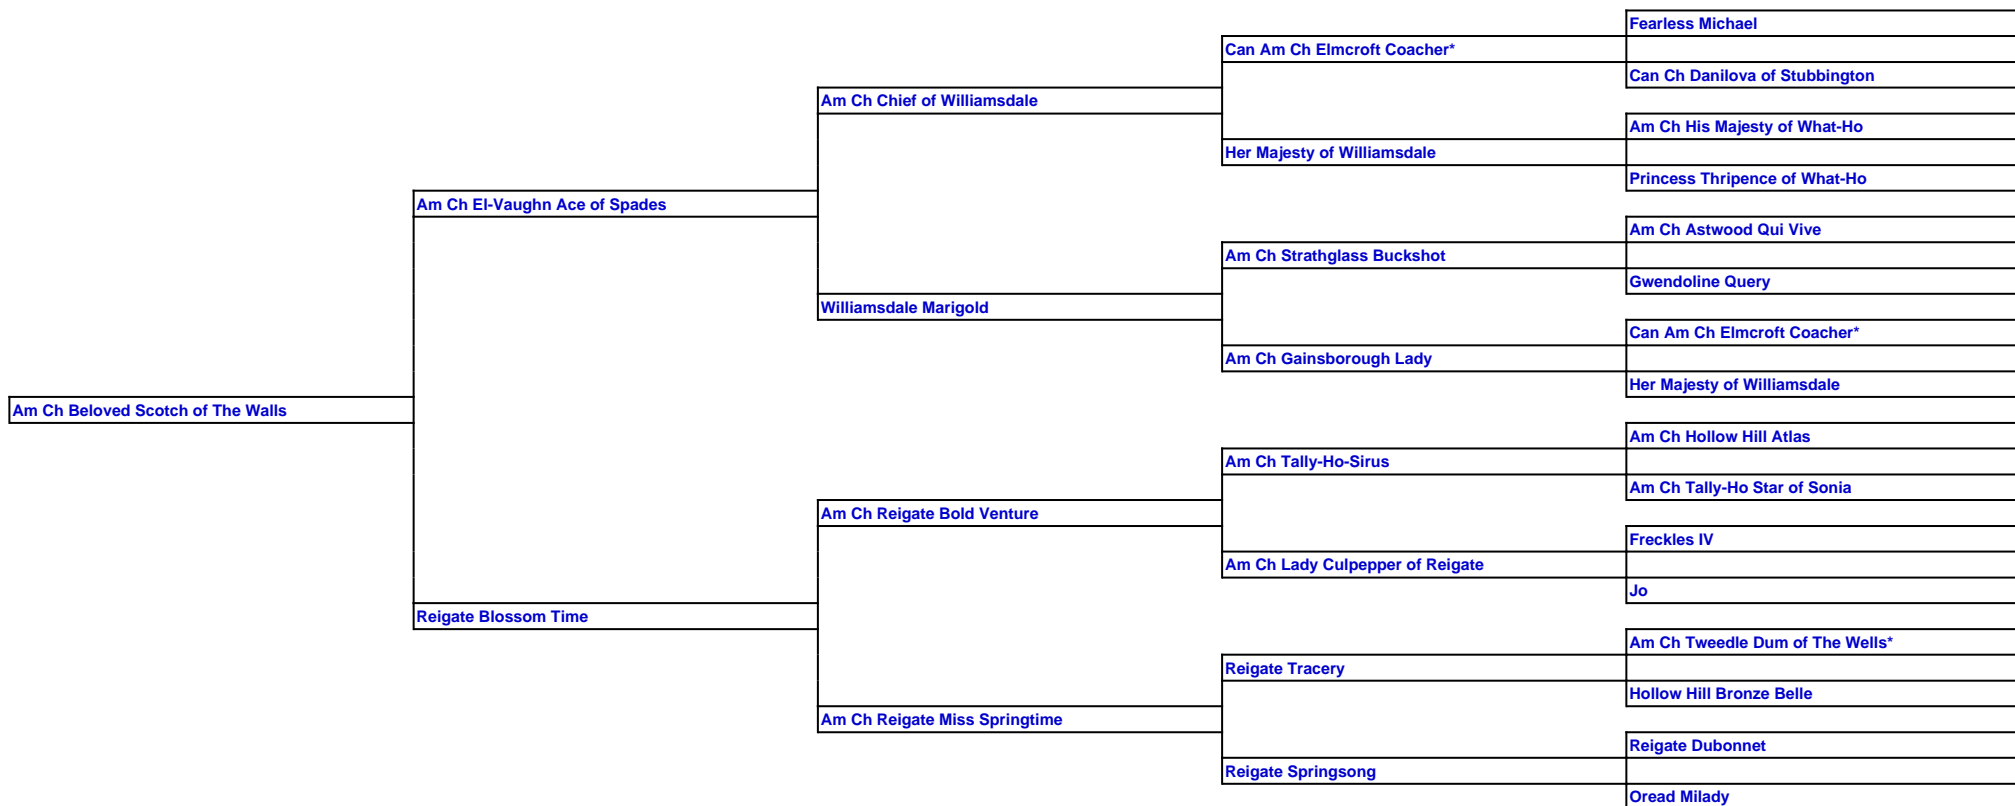 Fearless Michael
Can Am Ch Elmcroft Coacher*
Can Ch Danilova of Stubbington
Am Ch Chief of Williamsdale
Am Ch His Majesty of What-Ho
Her Majesty of Williamsdale
Princess Thripence of What-Ho
Am Ch El-Vaughn Ace of Spades
Am Ch Astwood Qui Vive
Am Ch Strathglass Buckshot
Gwendoline Query
Williamsdale Marigold
Can Am Ch Elmcroft Coacher*
Am Ch Gainsborough Lady
Her Majesty of Williamsdale
Am Ch Beloved Scotch of The Walls
Am Ch Hollow Hill Atlas
Am Ch Tally-Ho-Sirus
Am Ch Tally-Ho Star of Sonia
Am Ch Reigate Bold Venture
Freckles IV
Am Ch Lady Culpepper of Reigate
Jo
Reigate Blossom Time
Am Ch Tweedle Dum of The Wells*
Reigate Tracery
Hollow Hill Bronze Belle
Am Ch Reigate Miss Springtime
Reigate Dubonnet
Reigate Springsong
Oread Milady